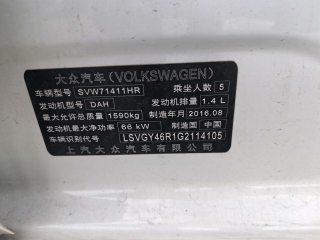 大众汽车(VOLKSWAGEN)
车辆型号 SVW71411HR 乘坐人数 5
发动机型号 DAH 发动机排量 1.4 L
最大允许总质量 1590kg 制造年月 2016.08
发动机最大净功率 66 kW 制造国 中国
车辆识别代号 LSVGY46R1G2114105
上汽大众汽车有限公司